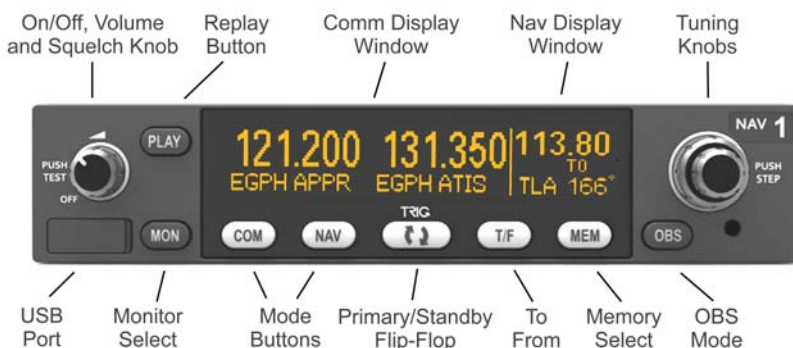 On/Off, Volume
and Squelch Knob
Replay
Button
Comm Display
Window
Nav Display
Window
Tuning
Knobs
PLAY
PUSH
TEST
OFF
121.200
EGPH APPR
131.350
EGPH ATIS
113.80
TO
TLA 166°
NAV 1
PUSH
STEP
TRIG
MON
COM
NAV
T/F
MEM
OBS
USB
Port
Monitor
Select
Mode
Buttons
Primary/Standby
Flip-Flop
To
From
Memory
Select
OBS
Mode